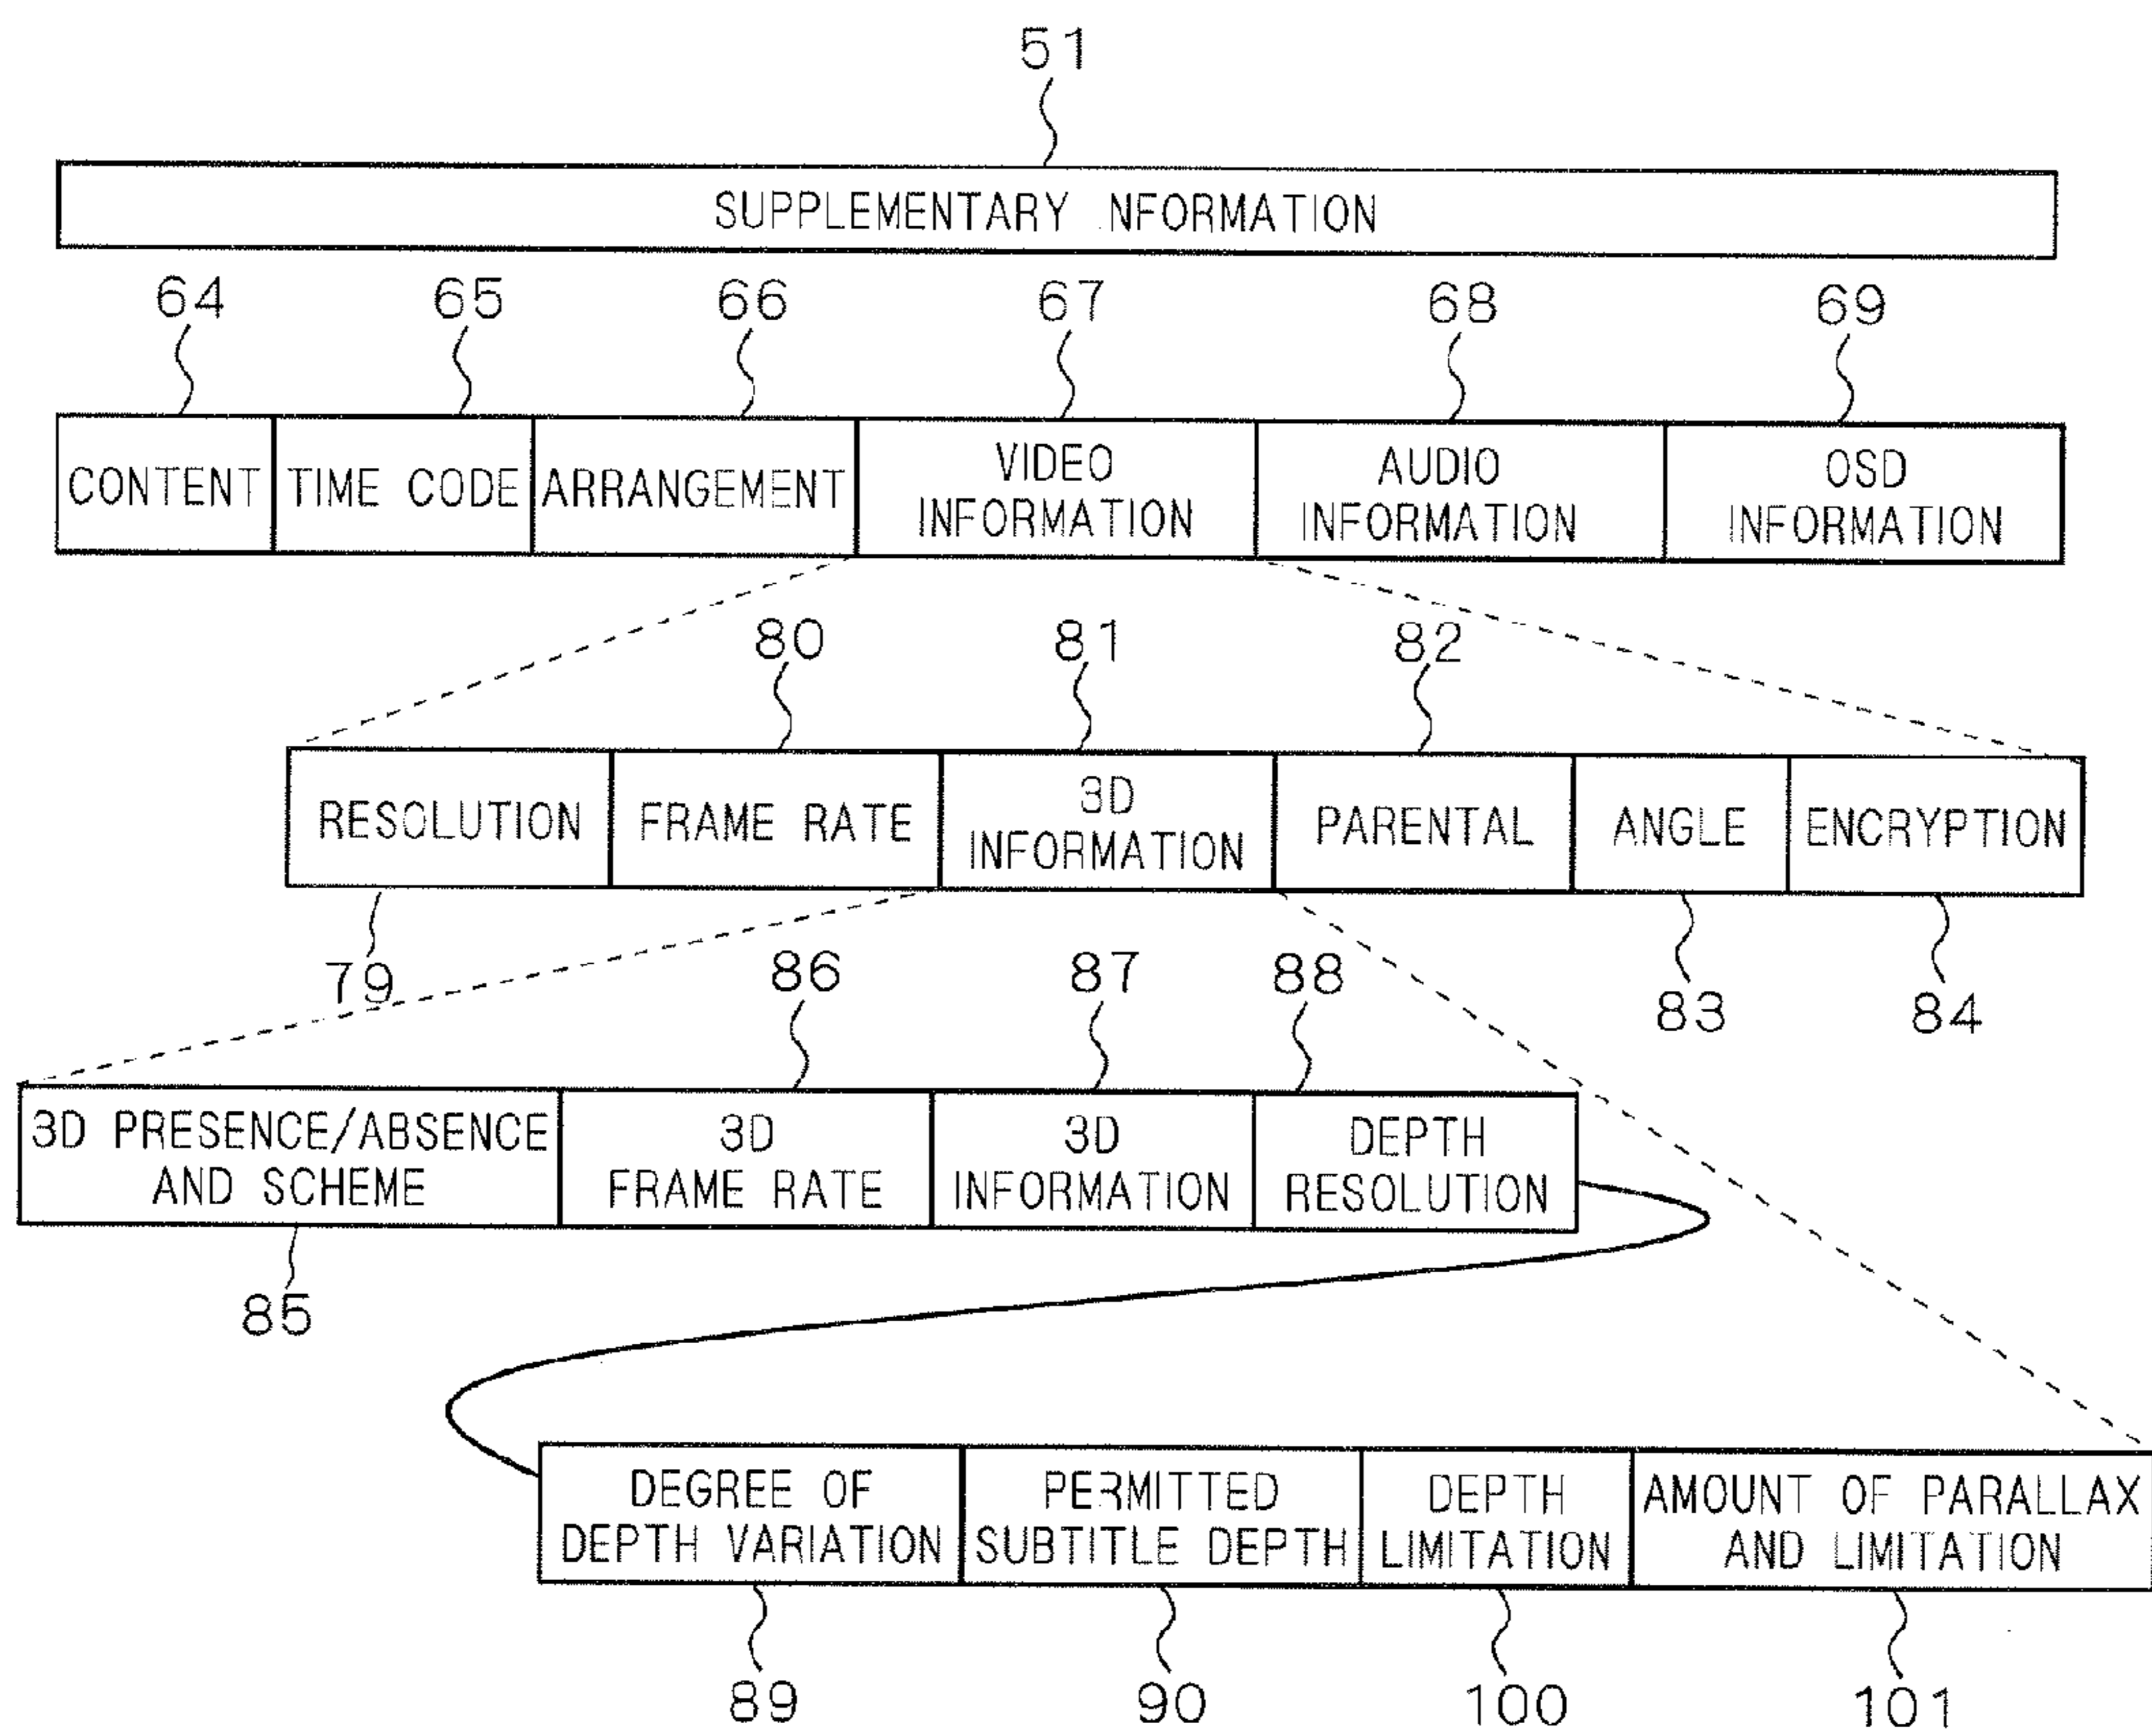 51
SUPPLEMENTARY .NFORMATION
64 65 66 67 68 69
CONTENT TIME CODE ARRANGEMENT VIDEO INFORMATION AUDIO INFORMATION OSD INFORMATION
80 81 82
RESOLUTION FRAME RATE 3D INFORMATION PARENTAL ANGLE ENCRYPTION
79 83 84
86 87 88
3D PRESENCE/ABSENCE AND SCHEME 3D FRAME RATE 3D INFORMATION DEPTH RESOLUTION
85
DEGREE OF DEPTH VARIATION PERMITTED SUBTITLE DEPTH DEPTH LIMITATION AMOUNT OF PARALLAX AND LIMITATION
89 90 100 101